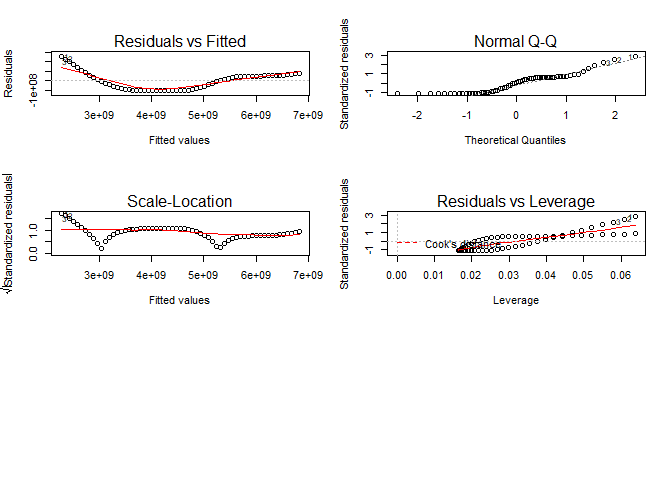 Residuals vs Fitted
Residuals
-1e+08
3e+09 4e+09 5e+09 6e+09 7e+09
Fitted values
Normal Q-Q
Standardized residuals
-1 1 3
-2 -1 0 1 2
Theoretical Quantiles
1
Scale-Location
√|Standardized residuals|
0.0 1.0
3e+09 4e+09 5e+09 6e+09 7e+09
Fitted values
Residuals vs Leverage
Standardized residuals
-1 1 3
Cook's distance
3 2 1
0.00 0.01 0.02 0.03 0.04 0.05 0.06
Leverage